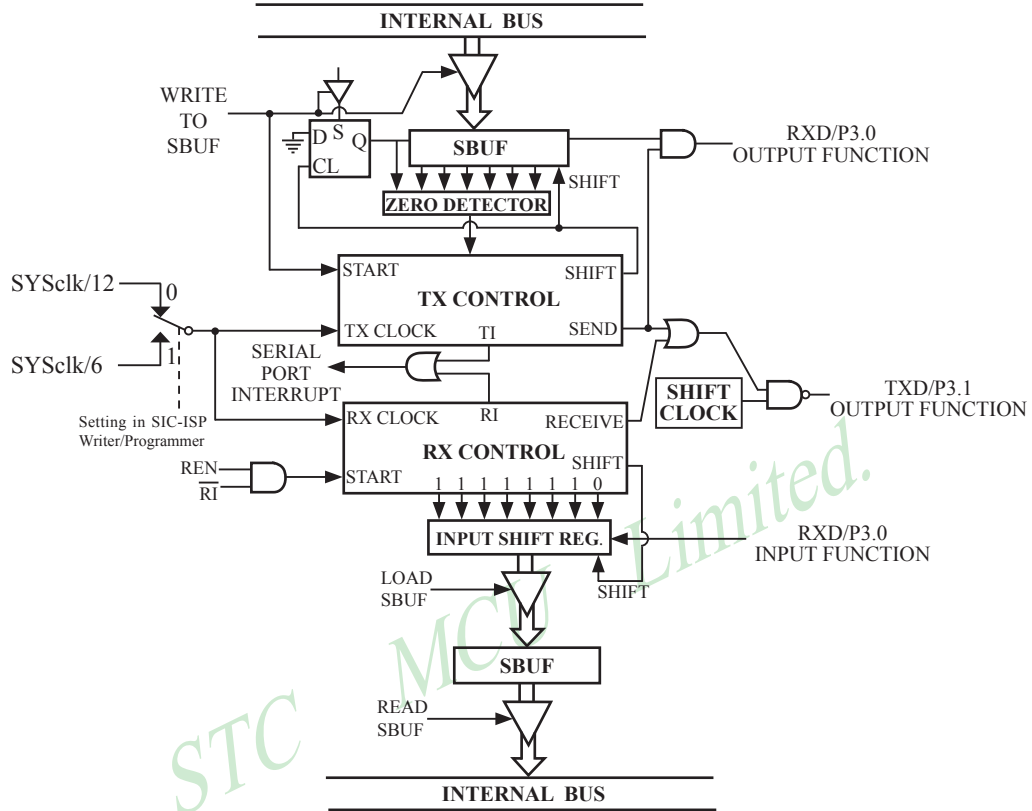 INTERNAL BUS
WRITE
TO
SBUF
D
S
Q
CL
SBUF
SHIFT
ZERO DETECTOR
RXD/P3.0
OUTPUT FUNCTION
START
SHIFT
TX CONTROL
TX CLOCK
TI
SEND
SYSclk/12
0
SYSclk/6
1
Setting in SIC-ISP
Writer/Programmer
SERIAL
PORT
INTERRUPT
SHIFT
CLOCK
TXD/P3.1
OUTPUT FUNCTION
RX CLOCK
RI
RECEIVE
RX CONTROL
SHIFT
START
1 1 1 1 1 1 1 0
REN
R̅I̅
INPUT SHIFT REG.
RXD/P3.0
INPUT FUNCTION
SHIFT
LOAD
SBUF
SBUF
READ
SBUF
INTERNAL BUS
STC MCU Limited.